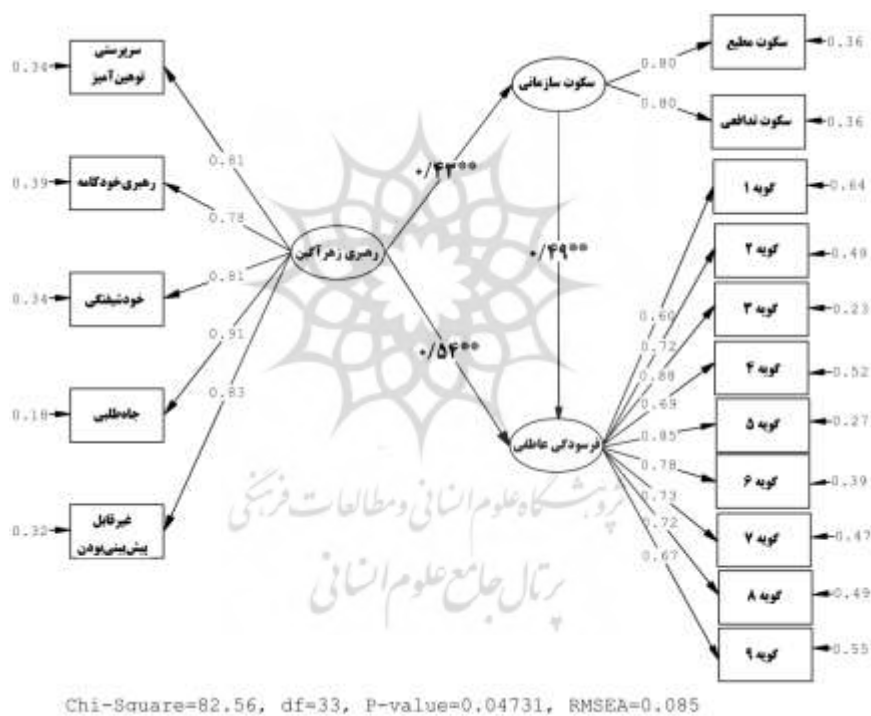 سرپرستی
توهین‌آمیز
0.34
رهبری خودکامه
0.39
خودشیفتگی
0.34
جاه‌طلبی
0.18
غیرقابل
پیش‌بینی‌بودن
0.32
0.81
0.78
0.81
0.91
0.83
رهبری زهرآگین
۰/۴۳**
۰/۵۴**
سکوت سازمانی
۰/۴۹**
فرسودگی عاطفی
0.80
0.80
سکوت مطیع
0.36
سکوت تدافعی
0.36
گویه ۱
0.64
گویه ۲
0.49
گویه ۳
0.23
گویه ۴
0.52
گویه ۵
0.27
گویه ۶
0.39
گویه ۷
0.47
گویه ۸
0.49
گویه ۹
0.55
0.60
0.72
0.88
0.69
0.85
0.78
0.73
0.72
0.67
پژوهشگاه علوم انسانی و مطالعات فرهنگی
پرتال جامع علوم انسانی
Chi-Square=82.56, df=33, P-value=0.04731, RMSEA=0.085